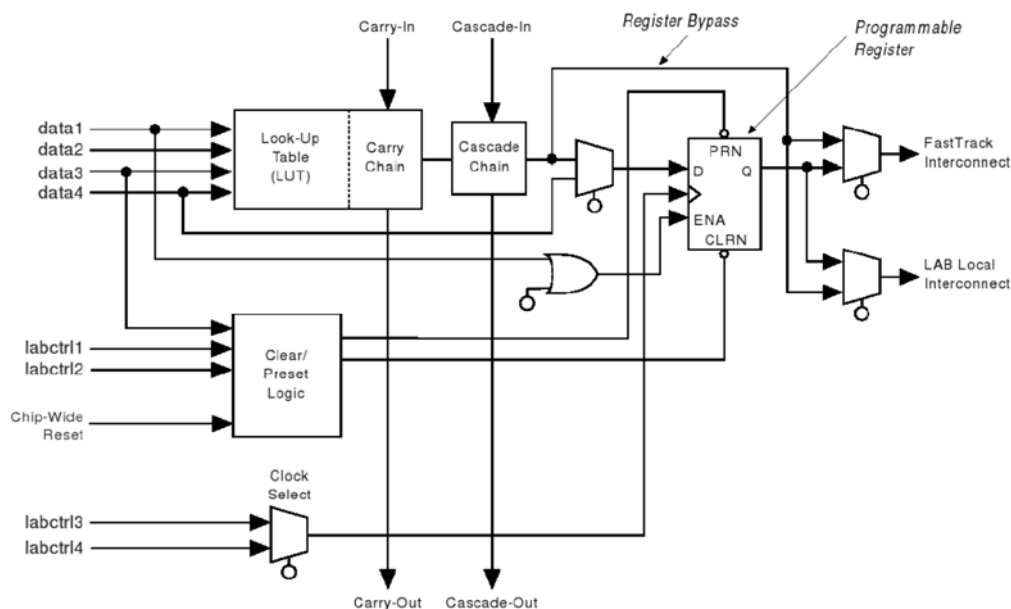 Carry-In
Cascade-In
Register Bypass
Programmable
Register
data1
data2
data3
data4
Look-Up
Table
(LUT)
Carry
Chain
Cascade
Chain
PRN
D
Q
ENA
CLRN
FastTrack
Interconnect
LAB Local
Interconnect
labctrl1
labctrl2
Clear/
Preset
Logic
Chip-Wide
Reset
Clock
Select
labctrl3
labctrl4
Carry-Out
Cascade-Out